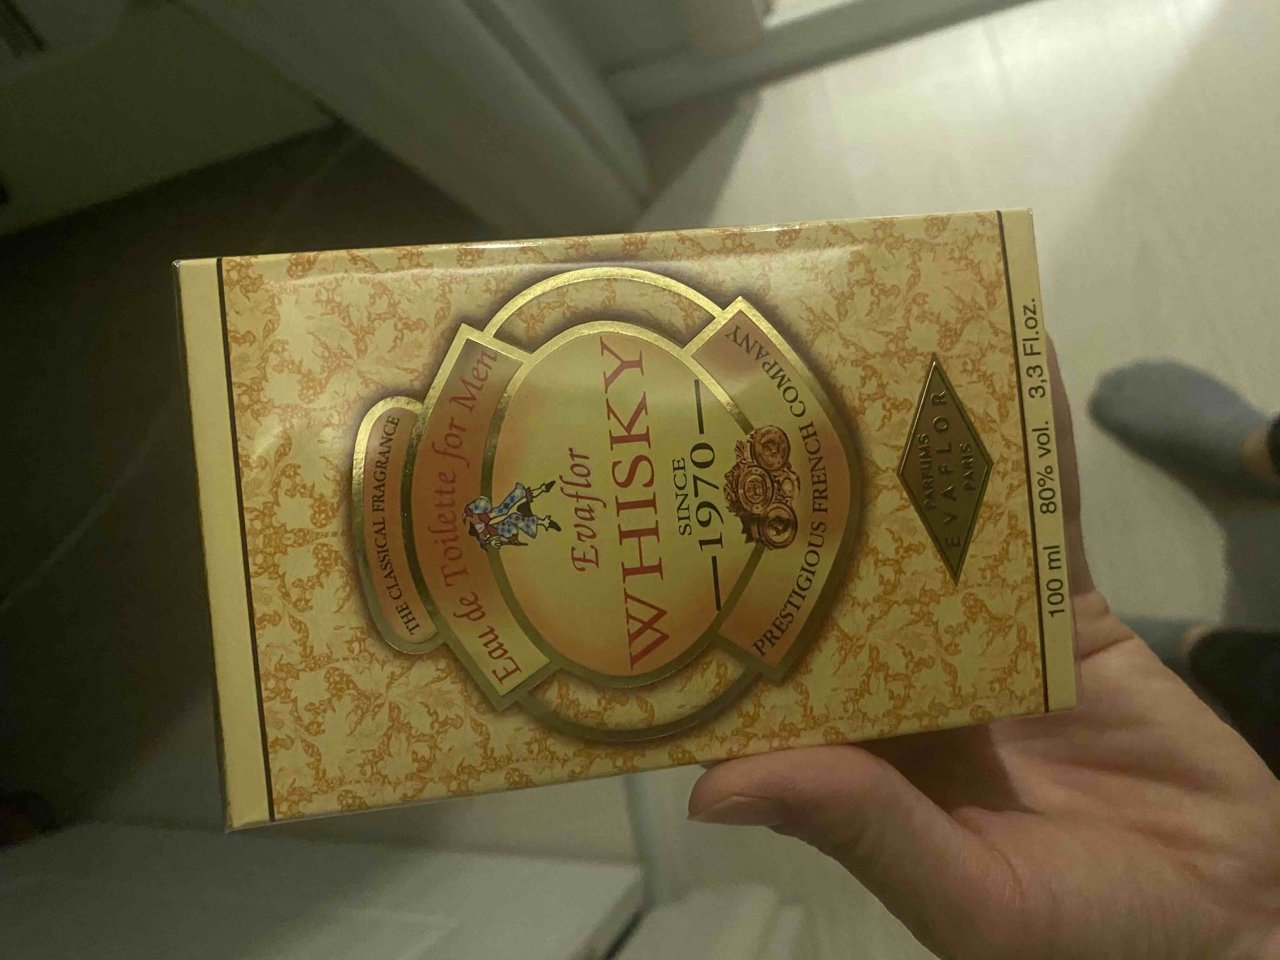 THE CLASSICAL FRAGRANCE
Eau de Toilette for Men
Evaflor
WHISKY
SINCE
1970
PRESTIGIOUS FRENCH COMPANY
PARFUMS
EVAFLOR
PARIS
100 ml 80% vol. 3,3 Fl.oz.